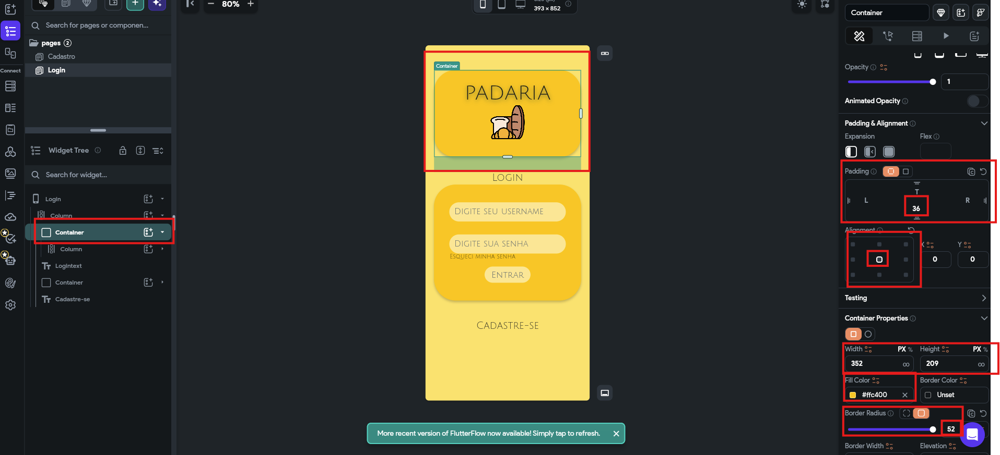 80%
393 × 852
Container
Search for pages or componen...
pages 2
Cadastro
Login
Connect
Opacity
1
Animated Opacity
Container
PADARIA
Padding & Alignment
Expansion
Flex
Widget Tree
Search for widget...
Padding
T
L
R
36
Login
Login
Column
Container
Column
Logintext
Container
Cadastre-se
Digite seu username
Digite sua senha
Esqueci minha senha
Entrar
Cadastre-se
Alignment
X
Y
0
0
Testing
Container Properties
Width
PX %
Height
PX %
352
209
Fill Color
Border Color
#ffc400
Unset
Border Radius
52
Border Width
Elevation
More recent version of FlutterFlow now available! Simply tap to refresh.